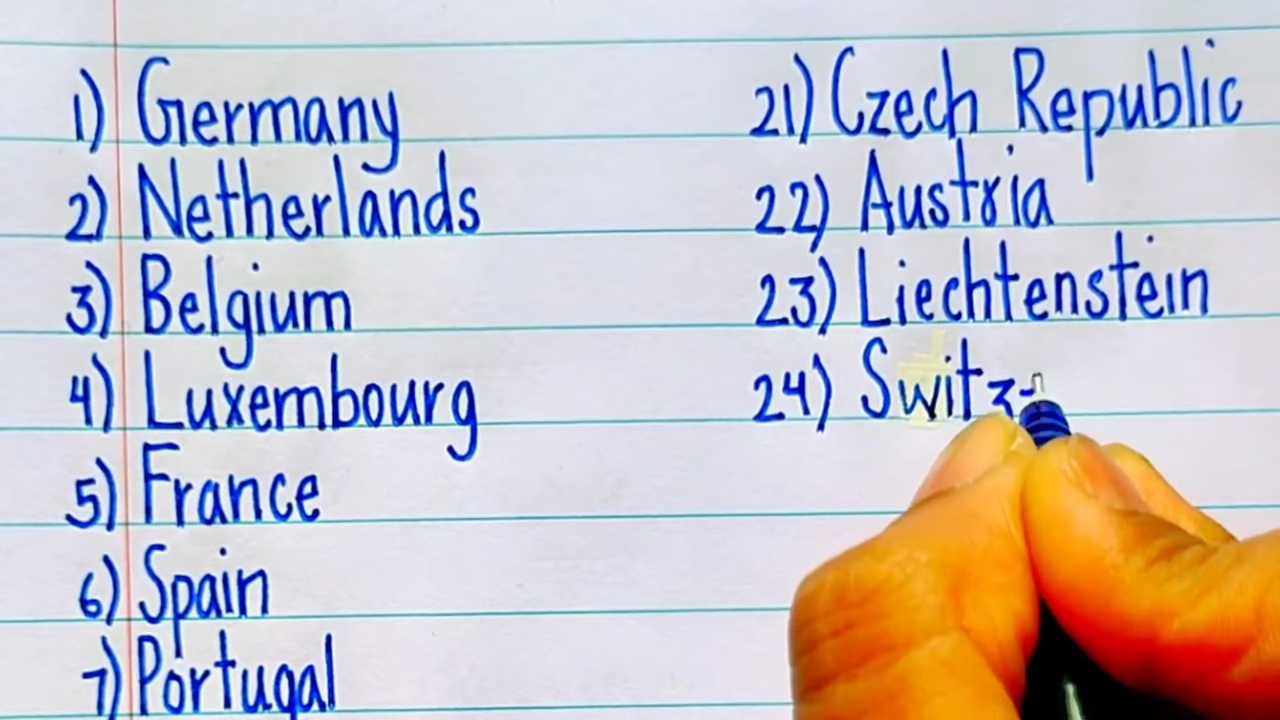 1) Germany
2) Netherlands
3) Belgium
4) Luxembourg
5) France
6) Spain
7) Portugal
21) Czech Republic
22) Austria
23) Liechtenstein
24) Switz